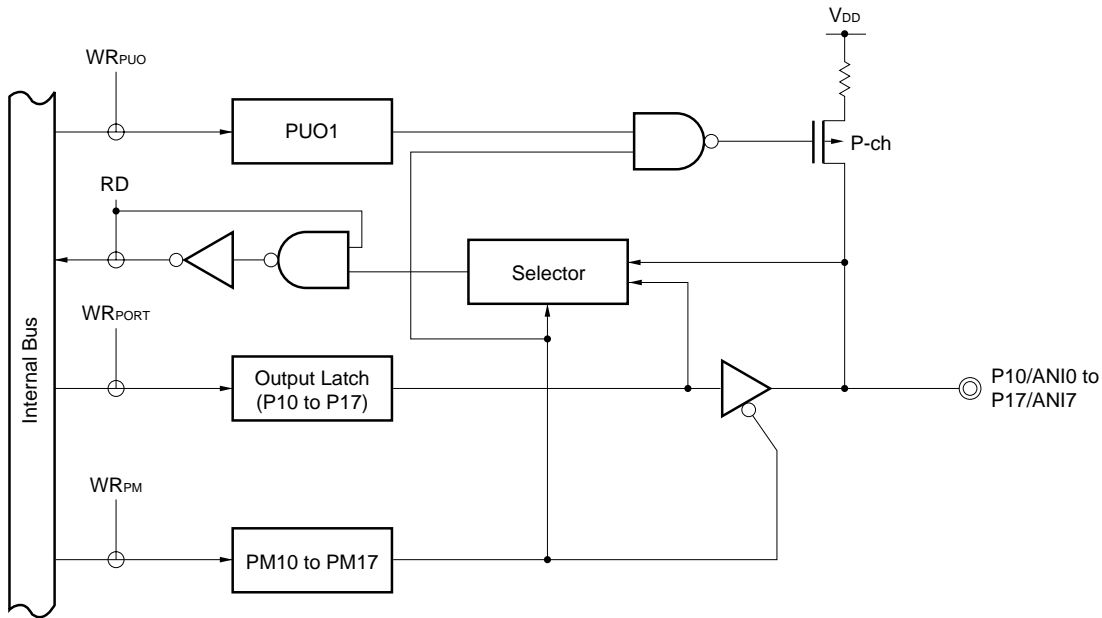 VDD
WRPUO
PUO1
P-ch
RD
Selector
WRPORT
Internal Bus
Output Latch
(P10 to P17)
P10/ANI0 to
P17/ANI7
WRPM
PM10 to PM17